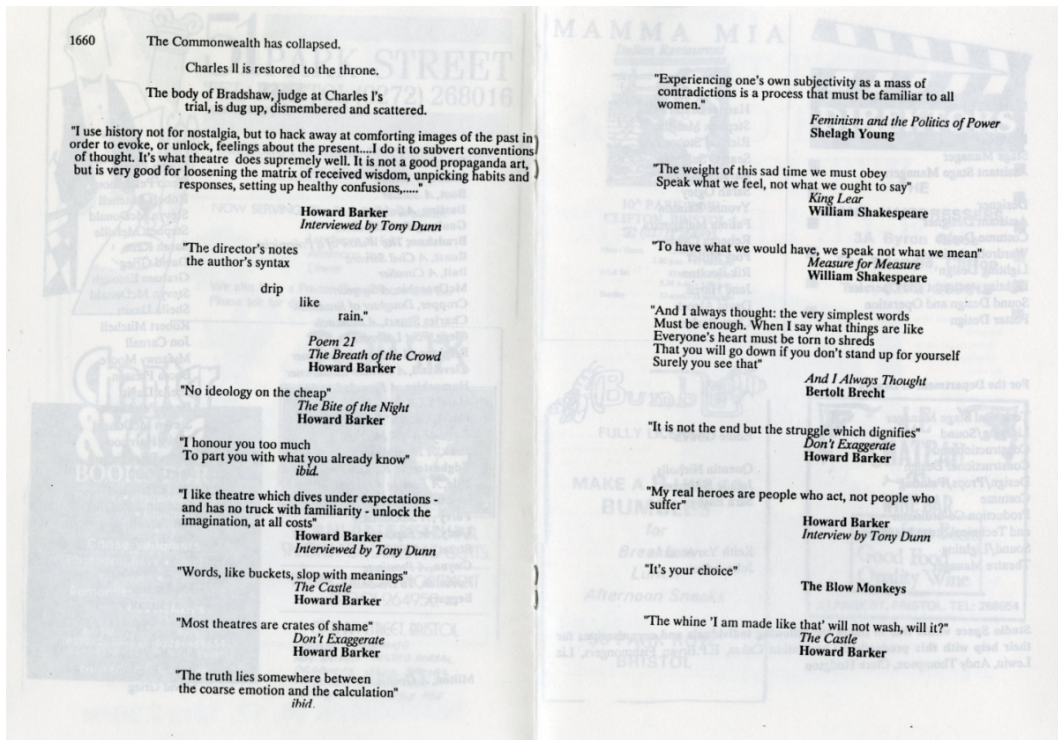 1660 The Commonwealth has collapsed.
Charles II is restored to the throne.
The body of Bradshaw, judge at Charles I's
trial, is dug up, dismembered and scattered.
"I use history not for nostalgia, but to hack away at comforting images of the past in
order to evoke, or unlock, feelings about the present....I do it to subvert conventions
of thought. It's what theatre does supremely well. It is not a good propaganda art,
but is very good for loosening the matrix of received wisdom, unpicking habits and
responses, setting up healthy confusions,....."
Howard Barker
Interviewed by Tony Dunn
"The director's notes
the author's syntax
drip
like
rain."
Poem 21
The Breath of the Crowd
Howard Barker
"No ideology on the cheap"
The Bite of the Night
Howard Barker
"I honour you too much
To part you with what you already know"
ibid.
"I like theatre which dives under expectations -
and has no truck with familiarity - unlock the
imagination, at all costs"
Howard Barker
Interviewed by Tony Dunn
"Words, like buckets, slop with meanings"
The Castle
Howard Barker
"Most theatres are crates of shame"
Don't Exaggerate
Howard Barker
"The truth lies somewhere between
the coarse emotion and the calculation"
ibid.
"Experiencing one's own subjectivity as a mass of
contradictions is a process that must be familiar to all
women."
Feminism and the Politics of Power
Shelagh Young
"The weight of this sad time we must obey
Speak what we feel, not what we ought to say"
King Lear
William Shakespeare
"To have what we would have, we speak not what we mean"
Measure for Measure
William Shakespeare
"And I always thought: the very simplest words
Must be enough. When I say what things are like
Everyone's heart must be torn to shreds
That you will go down if you don't stand up for yourself
Surely you see that"
And I Always Thought
Bertolt Brecht
"It is not the end but the struggle which dignifies"
Don't Exaggerate
Howard Barker
"My real heroes are people who act, not people who
suffer"
Howard Barker
Interview by Tony Dunn
"It's your choice"
The Blow Monkeys
"The whine 'I am made like that' will not wash, will it?"
The Castle
Howard Barker